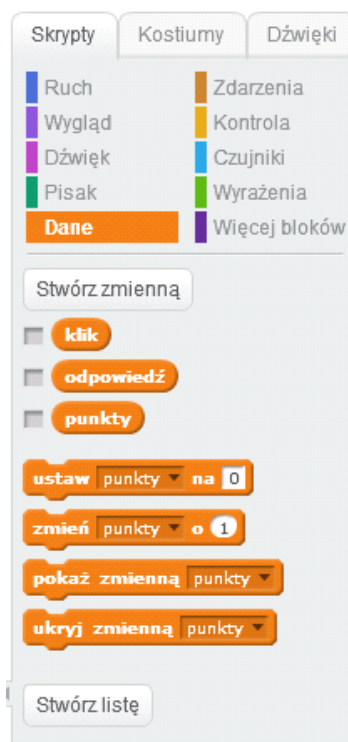 Skrypty Kostiumy Dźwięki
Ruch Zdarzenia
Wygląd Kontrola
Dźwięk Czujniki
Pisak Wyrażenia
Dane Więcej bloków
Stwórz zmienną
klik
odpowiedź
punkty
ustaw punkty na 0
zmień punkty o 1
pokaż zmienną punkty
ukryj zmienną punkty
Stwórz listę